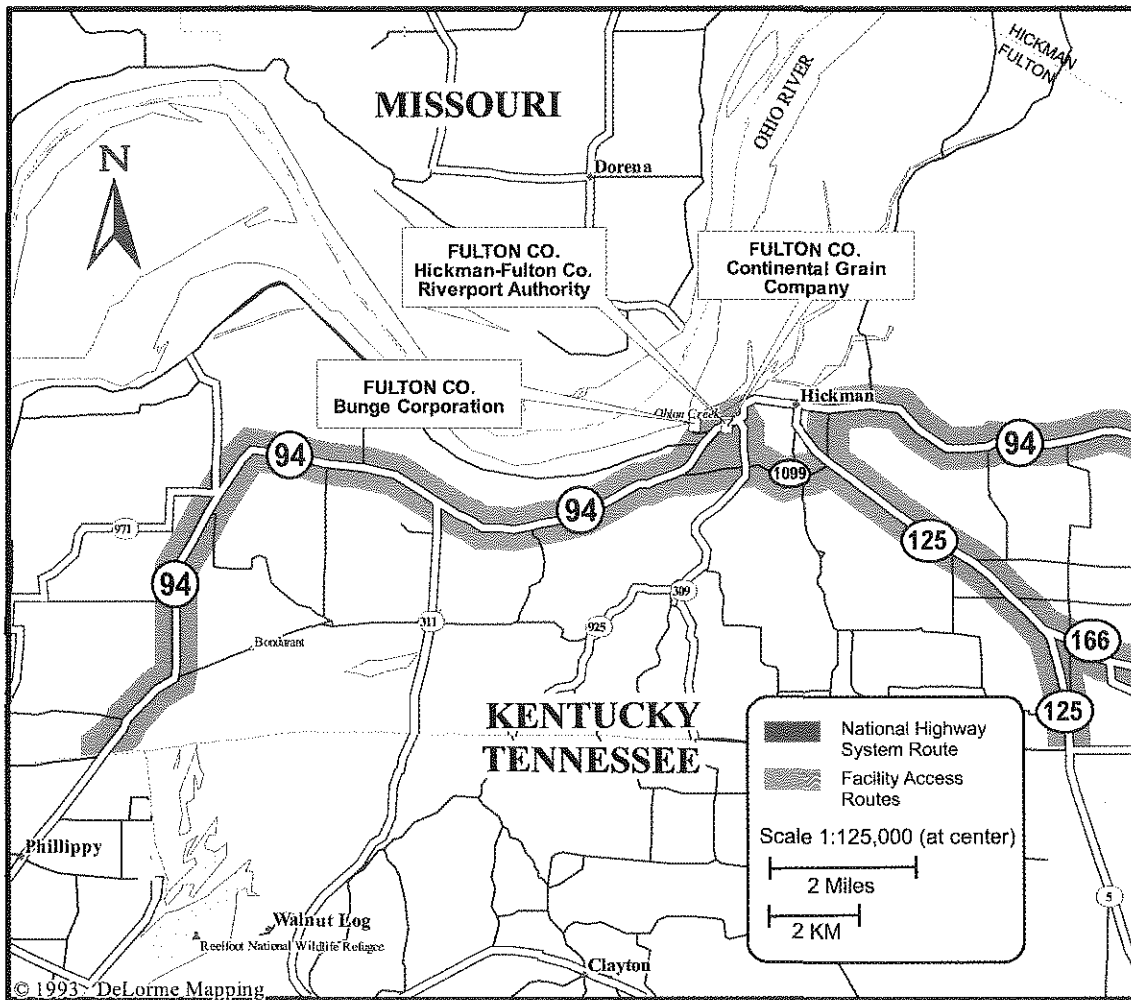 HICKMAN
FULTON
OHIO RIVER
MISSOURI
N
Dorena
FULTON CO.
Hickman-Fulton Co.
Riverport Authority
FULTON CO.
Continental Grain
Company
FULTON CO.
Bunge Corporation
Obion Creek
Hickman
94
94
94
1099
971
125
94
309
311
925
Bondurant
166
KENTUCKY
TENNESSEE
125
National Highway
System Route
Facility Access
Routes
Scale 1:125,000 (at center)
2 Miles
2 KM
Phillippy
5
Walnut Log
Reelfoot National Wildlife Refugee
Clayton
© 1993 DeLorme Mapping